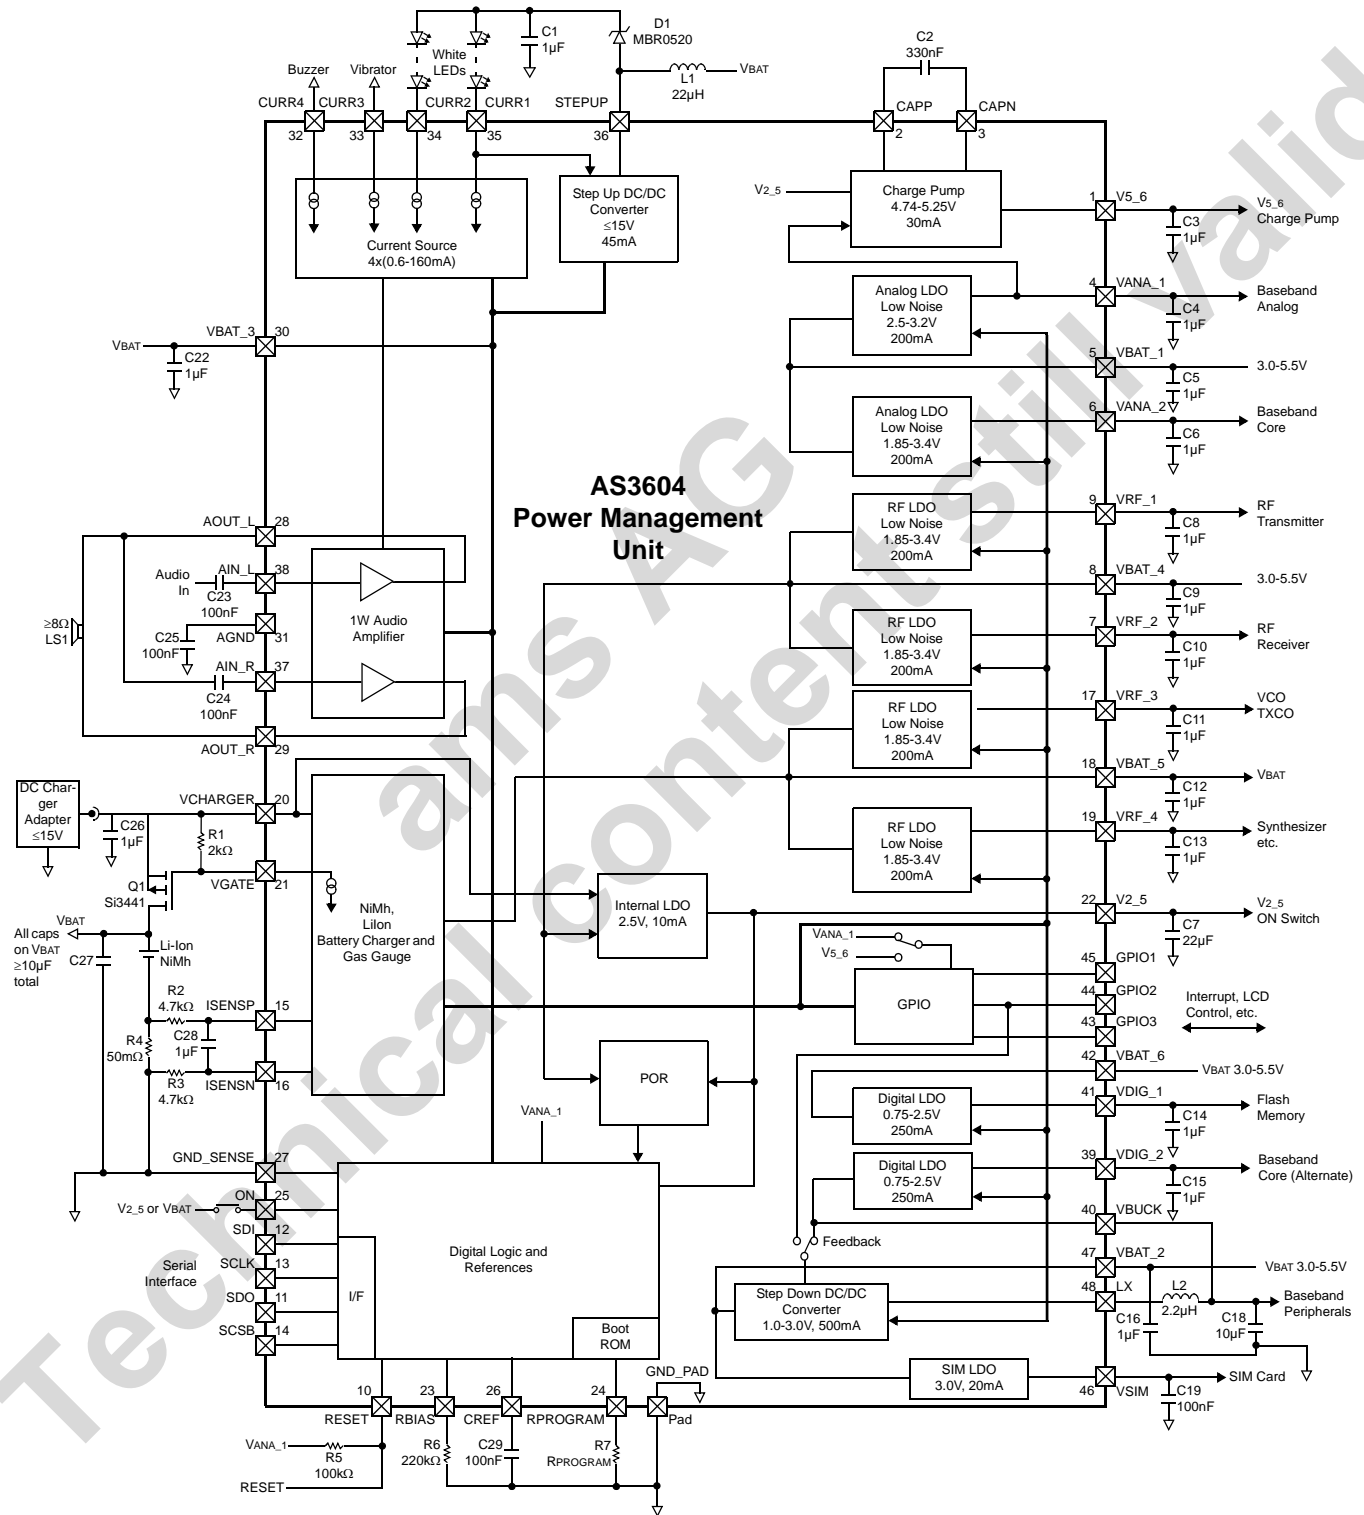 D1
MBR0520
C1
1µF
White
LEDs
Buzzer
Vibrator
L1
22µH
VBAT
C2
330nF
CURR4
CURR3
CURR2
CURR1
STEPUP
CAPP
CAPN
32
33
34
35
36
2
3
Step Up DC/DC
Converter
≤15V
45mA
Current Source
4x(0.6-160mA)
V2_5
Charge Pump
4.74-5.25V
30mA
1
V5_6
C3
1µF
V5_6
Charge Pump
Analog LDO
Low Noise
2.5-3.2V
200mA
4
VANA_1
C4
1µF
Baseband
Analog
VBAT
VBAT_3
30
C22
1µF
5
VBAT_1
C5
1µF
3.0-5.5V
Analog LDO
Low Noise
1.85-3.4V
200mA
6
VANA_2
C6
1µF
Baseband
Core
AS3604
Power Management
Unit
RF LDO
Low Noise
1.85-3.4V
200mA
9
VRF_1
C8
1µF
RF
Transmitter
8
VBAT_4
C9
1µF
3.0-5.5V
RF LDO
Low Noise
1.85-3.4V
200mA
7
VRF_2
C10
1µF
RF
Receiver
AOUT_L
28
Audio
In
AIN_L
38
C23
100nF
≥8Ω
LS1
C25
100nF
AGND
31
1W Audio
Amplifier
AIN_R
37
C24
100nF
AOUT_R
29
RF LDO
Low Noise
1.85-3.4V
200mA
17
VRF_3
C11
1µF
VCO
TXCO
18
VBAT_5
C12
1µF
VBAT
RF LDO
Low Noise
1.85-3.4V
200mA
19
VRF_4
C13
1µF
Synthesizer
etc.
DC Char-
ger
Adapter
≤15V
VCHARGER
20
C26
1µF
R1
2kΩ
VGATE
21
Q1
Si3441
NiMh,
LiIon
Battery Charger and
Gas Gauge
Internal LDO
2.5V, 10mA
22
V2_5
C7
22µF
V2_5
ON Switch
VBAT
All caps
on VBAT
≥10µF
total
C27
Li-Ion
NiMh
VANA_1
V5_6
GPIO
45
GPIO1
44
GPIO2
43
GPIO3
Interrupt, LCD
Control, etc.
R2
4.7kΩ
ISENSP
15
R4
50mΩ
C28
1µF
R3
4.7kΩ
ISENSN
16
POR
VANA_1
42
VBAT_6
VBAT 3.0-5.5V
Digital LDO
0.75-2.5V
250mA
41
VDIG_1
C14
1µF
Flash
Memory
Digital LDO
0.75-2.5V
250mA
39
VDIG_2
C15
1µF
Baseband
Core (Alternate)
GND_SENSE
27
V2_5 or VBAT
ON
25
SDI
12
Serial
Interface
SCLK
13
SDO
11
SCSB
14
I/F
Digital Logic and
References
Boot
ROM
40
VBUCK
Feedback
47
VBAT_2
VBAT 3.0-5.5V
Step Down DC/DC
Converter
1.0-3.0V, 500mA
48
LX
L2
2.2µH
C16
1µF
C18
10µF
Baseband
Peripherals
SIM LDO
3.0V, 20mA
46
VSIM
C19
100nF
SIM Card
GND_PAD
10
23
26
24
RESET
RBIAS
CREF
RPROGRAM
Pad
VANA_1
R5
100kΩ
R6
220kΩ
C29
100nF
R7
RPROGRAM
RESET
ams AG
Technical content still valid